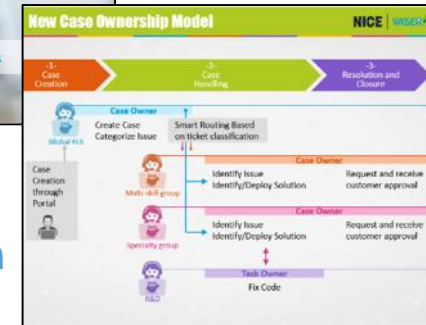 New Case Ownership Model
NICE | WISER
-1-
Case
Creation
-2-
Case
Handling
-3-
Resolution and
Closure
Case Owner
Global FLS
Create Case
Categorize Issue
Smart Routing Based
on ticket classification
Case
Creation
through
Portal
Case Owner
Multi-skill group
Identify Issue
Identify/Deploy Solution
Request and receive
customer approval
Case Owner
Specialty group
Identify Issue
Identify/Deploy Solution
Request and receive
customer approval
Task Owner
R&D
Fix Code